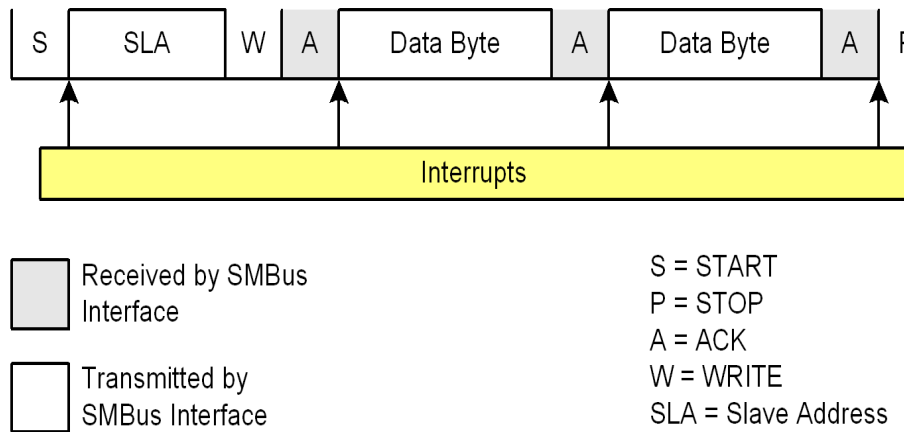 S SLA W A Data Byte A Data Byte A P
Interrupts
Received by SMBus
Interface
Transmitted by
SMBus Interface
S = START
P = STOP
A = ACK
W = WRITE
SLA = Slave Address